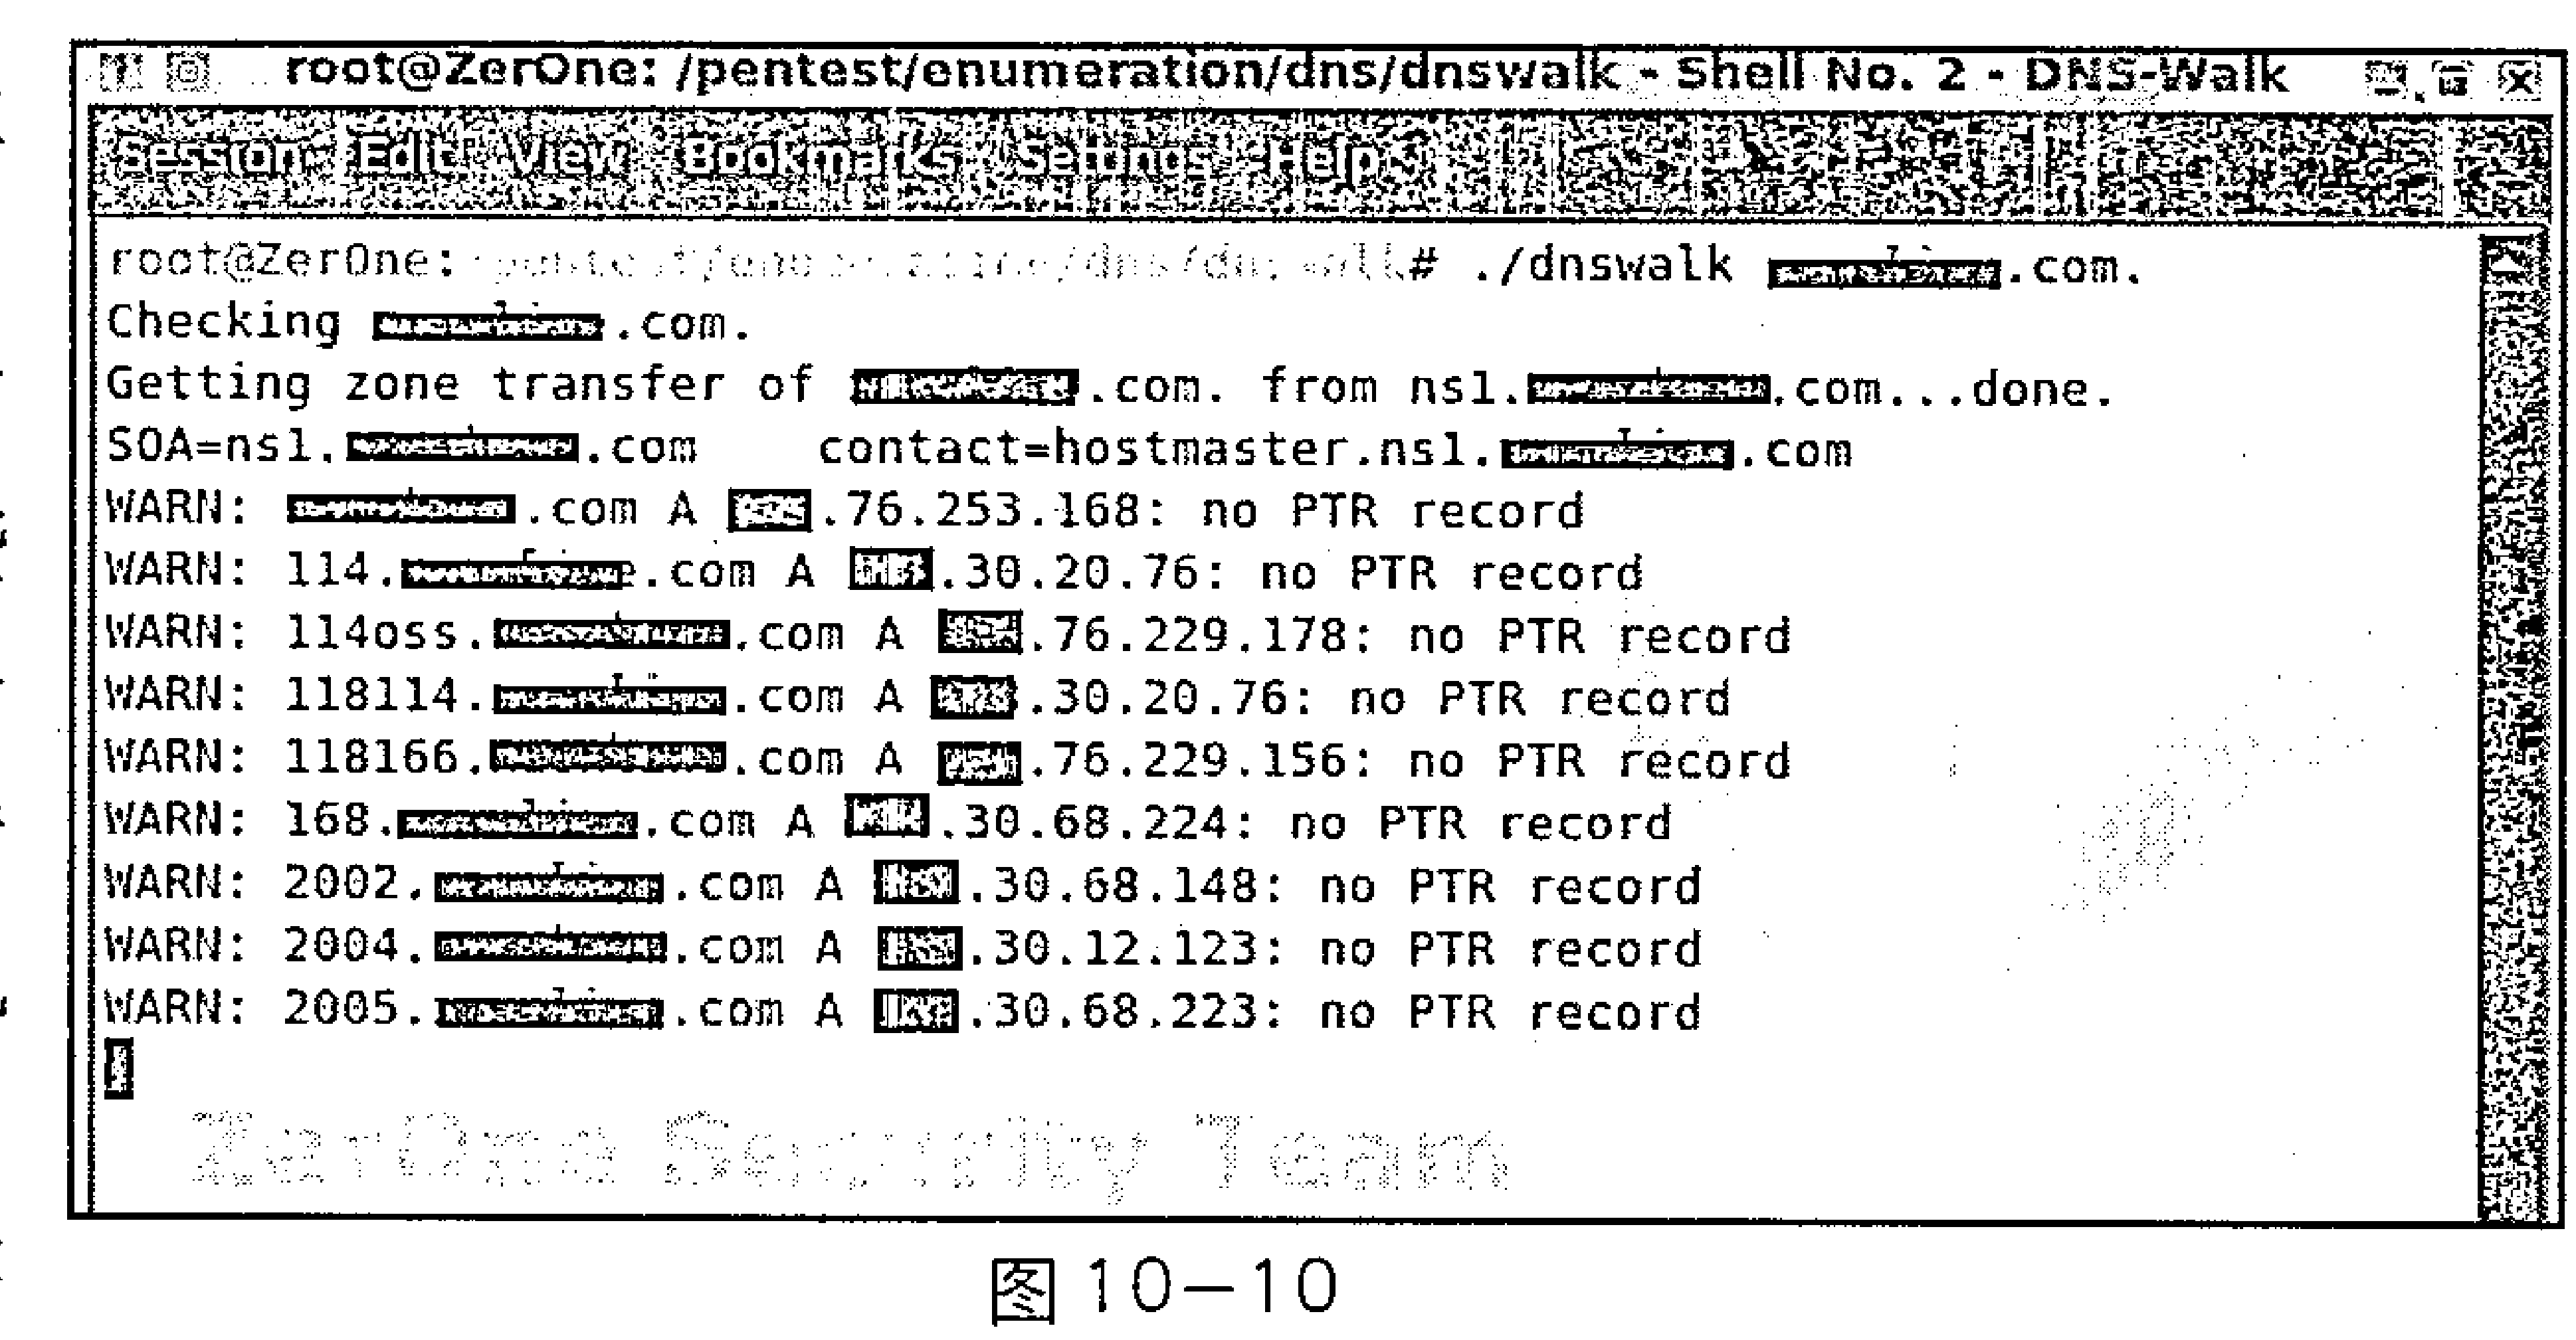 root@ZerOne: /pentest/enumeration/dns/dnswalk - Shell No. 2 - DNS-Walk
Session Edit View Bookmarks Settings Help
root@ZerOne: /pentest/enumeration/dns/dnswalk# ./dnswalk .com.
Checking .com.
Getting zone transfer of .com. from ns1. .com...done.
SOA=ns1. .com contact=hostmaster.ns1. .com
WARN: .com A .76.253.168: no PTR record
WARN: 114. .com A .30.20.76: no PTR record
WARN: 114oss. .com A .76.229.178: no PTR record
WARN: 118114. .com A .30.20.76: no PTR record
WARN: 118166. .com A .76.229.156: no PTR record
WARN: 168. .com A .30.68.224: no PTR record
WARN: 2002. .com A .30.68.148: no PTR record
WARN: 2004. .com A .30.12.123: no PTR record
WARN: 2005. .com A .30.68.223: no PTR record
ZerOne Security Team
图 10-10